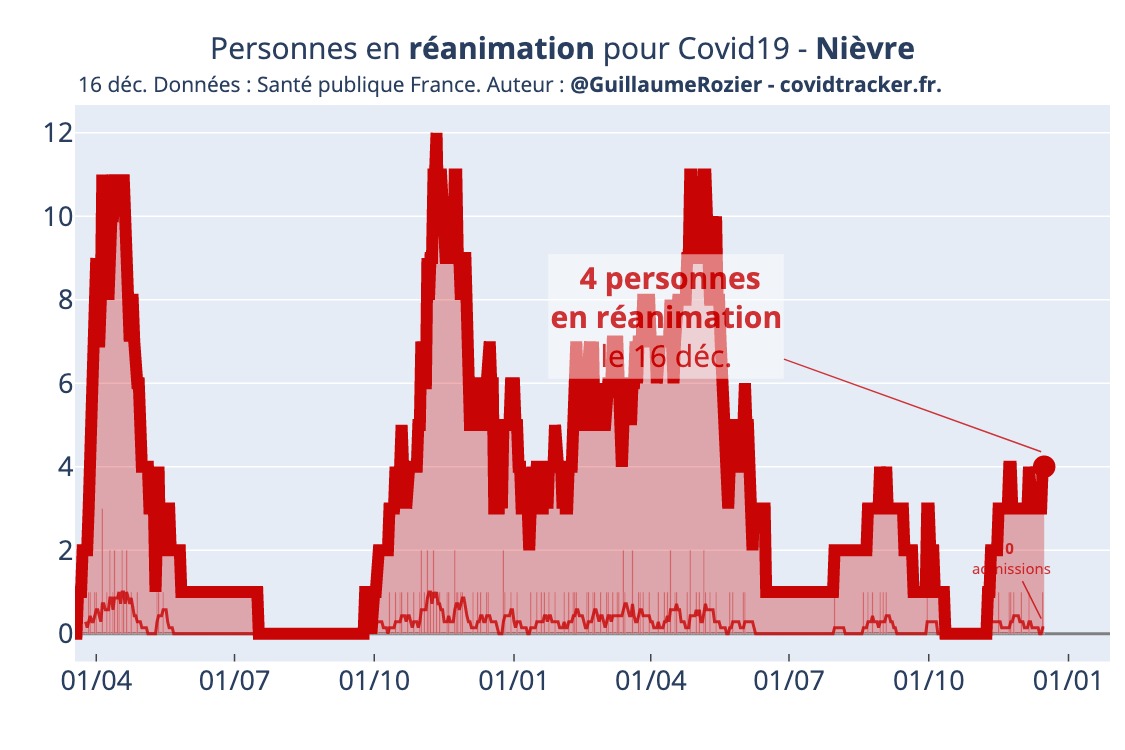 Personnes en réanimation pour Covid19 - Nièvre
16 déc. Données : Santé publique France. Auteur : @GuillaumeRozier - covidtracker.fr.
12
10
8
6
4
2
0
4 personnes
en réanimation
le 16 déc.
0
admissions
01/04
01/07
01/10
01/01
01/04
01/07
01/10
01/01